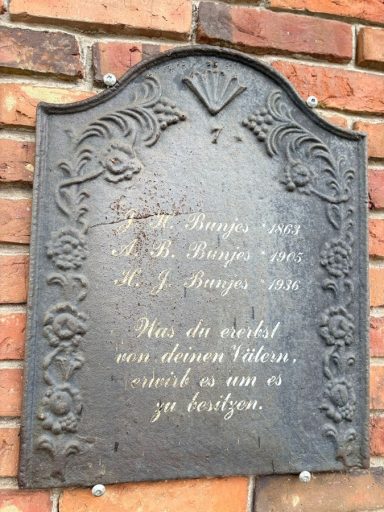 7.
J. H. Bunjes * 1863
A. B. Bunjes * 1905
H. J. Bunjes * 1936
Was du ererbst
von deinen Vätern,
erwirb es um es
zu besitzen.